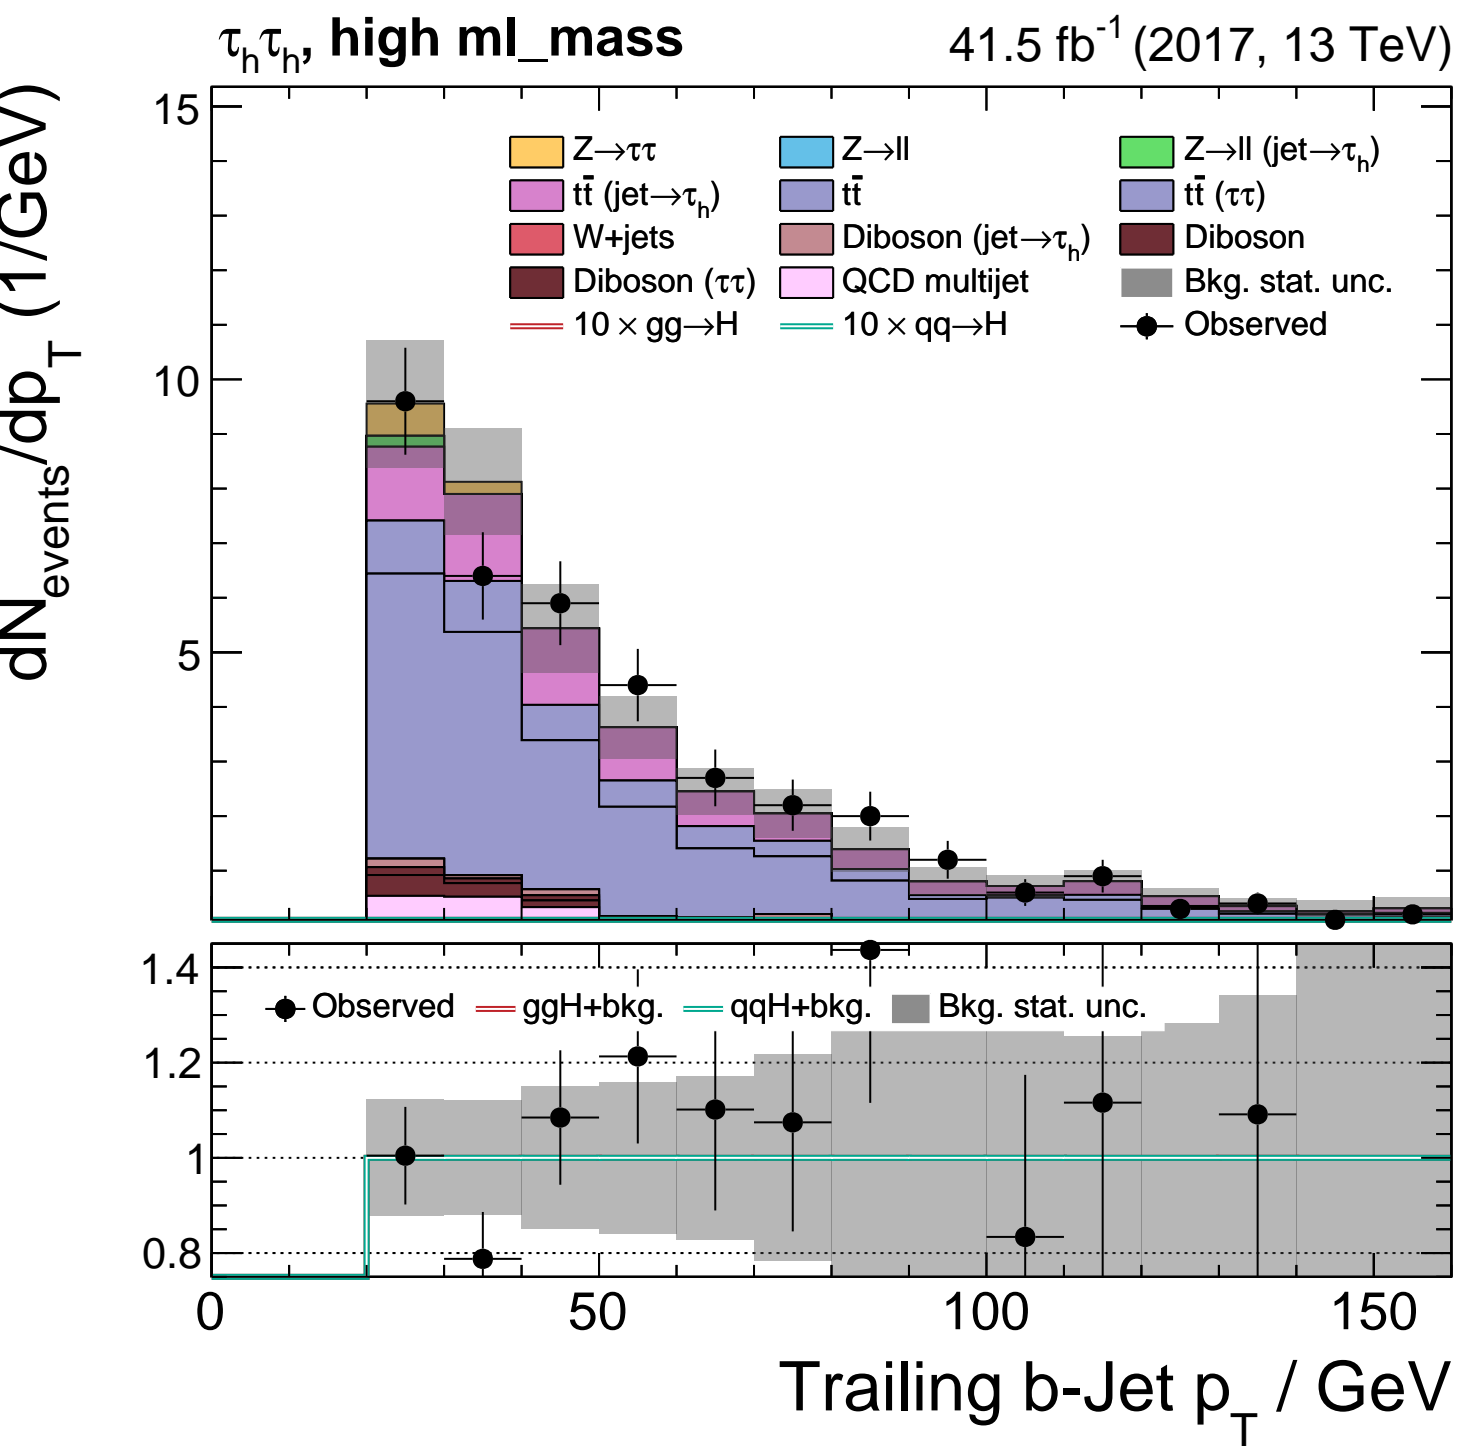 τhτh, high ml_mass 41.5 fb-1 (2017, 13 TeV)
dNevents/dpT (1/GeV)
15
10
5
Z→ττ Z→ll Z→ll (jet→τh)
tt̄ (jet→τh) tt̄ tt̄ (ττ)
W+jets Diboson (jet→τh) Diboson
Diboson (ττ) QCD multijet Bkg. stat. unc.
10 × gg→H 10 × qq→H Observed
1.4
Observed ggH+bkg. qqH+bkg. Bkg. stat. unc.
1.2
1
0.8
0 50 100 150
Trailing b-Jet pT / GeV